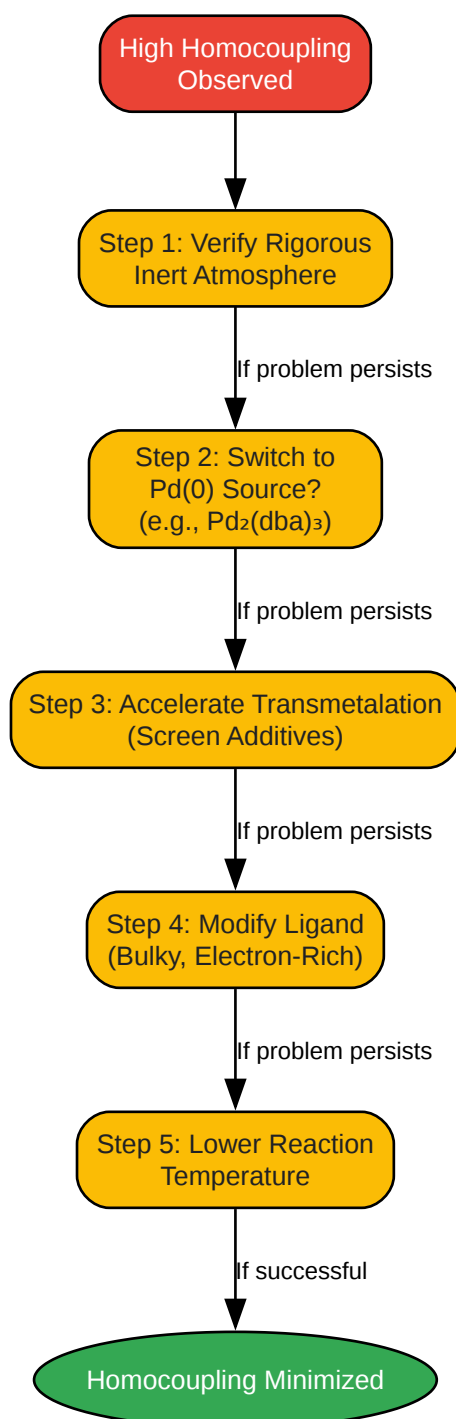 High Homocoupling
Observed
Step 1: Verify Rigorous
Inert Atmosphere
If problem persists
Step 2: Switch to
Pd(0) Source?
(e.g., Pd₂(dba)₃)
If problem persists
Step 3: Accelerate Transmetalation
(Screen Additives)
If problem persists
Step 4: Modify Ligand
(Bulky, Electron-Rich)
If problem persists
Step 5: Lower Reaction
Temperature
If successful
Homocoupling Minimized